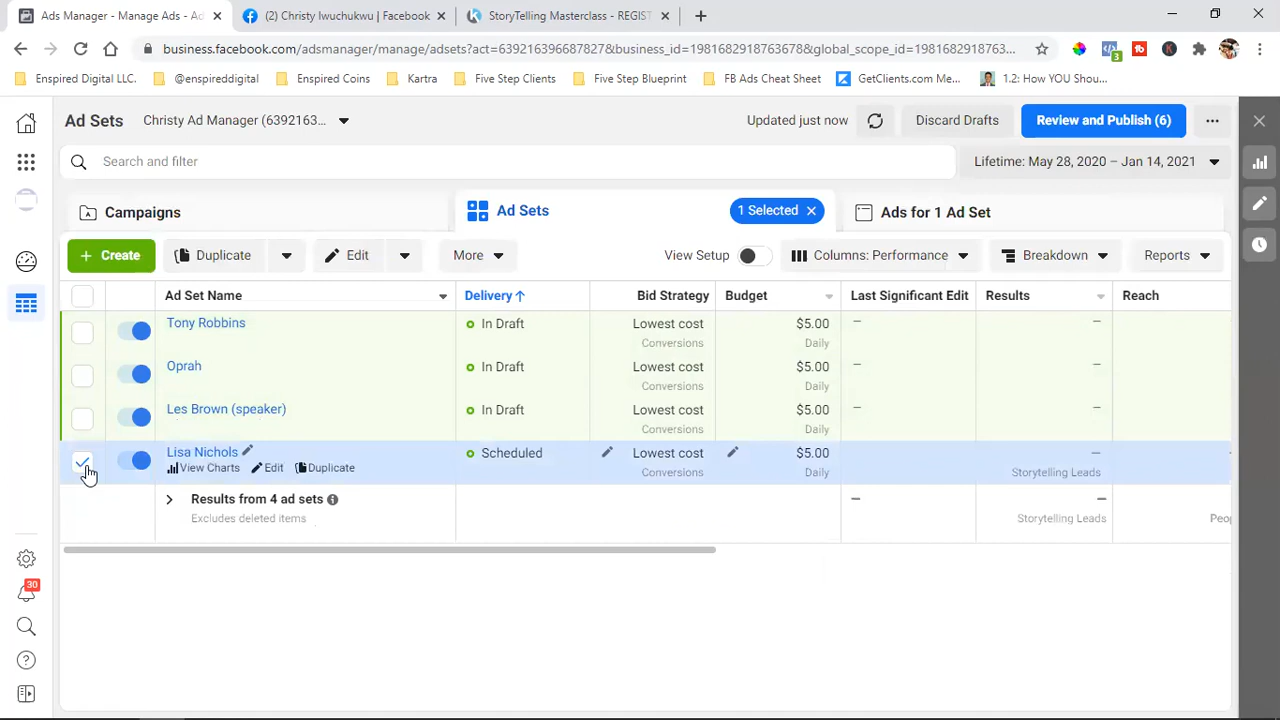 Ads Manager - Manage Ads - Ad
(2) Christy Iwuchukwu | Facebook
StoryTelling Masterclass - REGIST
business.facebook.com/adsmanager/manage/adsets?act=639216396687827&business_id=1981682918763678&global_scope_id=198168291876 3...
3
Enspired Digital LLC.
@enspireddigital
Enspired Coins
Kartra
Five Step Clients
Five Step Blueprint
FB Ads Cheat Sheet
GetClients.com Me...
1.2: How YOU Shou...
Ad Sets
Christy Ad Manager (6392163...
Updated just now
Discard Drafts
Review and Publish (6)
Search and filter
Lifetime: May 28, 2020 – Jan 14, 2021
Campaigns
Ad Sets
1 Selected
Ads for 1 Ad Set
+ Create
Duplicate
Edit
More
View Setup
Columns: Performance
Breakdown
Reports
Ad Set Name
Delivery ↑
Bid Strategy
Budget
Last Significant Edit
Results
Reach
Tony Robbins
In Draft
Lowest cost
$5.00
—
—
Conversions
Daily
Oprah
In Draft
Lowest cost
$5.00
—
—
Conversions
Daily
Les Brown (speaker)
In Draft
Lowest cost
$5.00
—
—
Conversions
Daily
Lisa Nichols
Scheduled
Lowest cost
$5.00
—
View Charts
Edit
Duplicate
Conversions
Daily
Storytelling Leads
Results from 4 ad sets
—
—
Excludes deleted items
Storytelling Leads
Peop
30